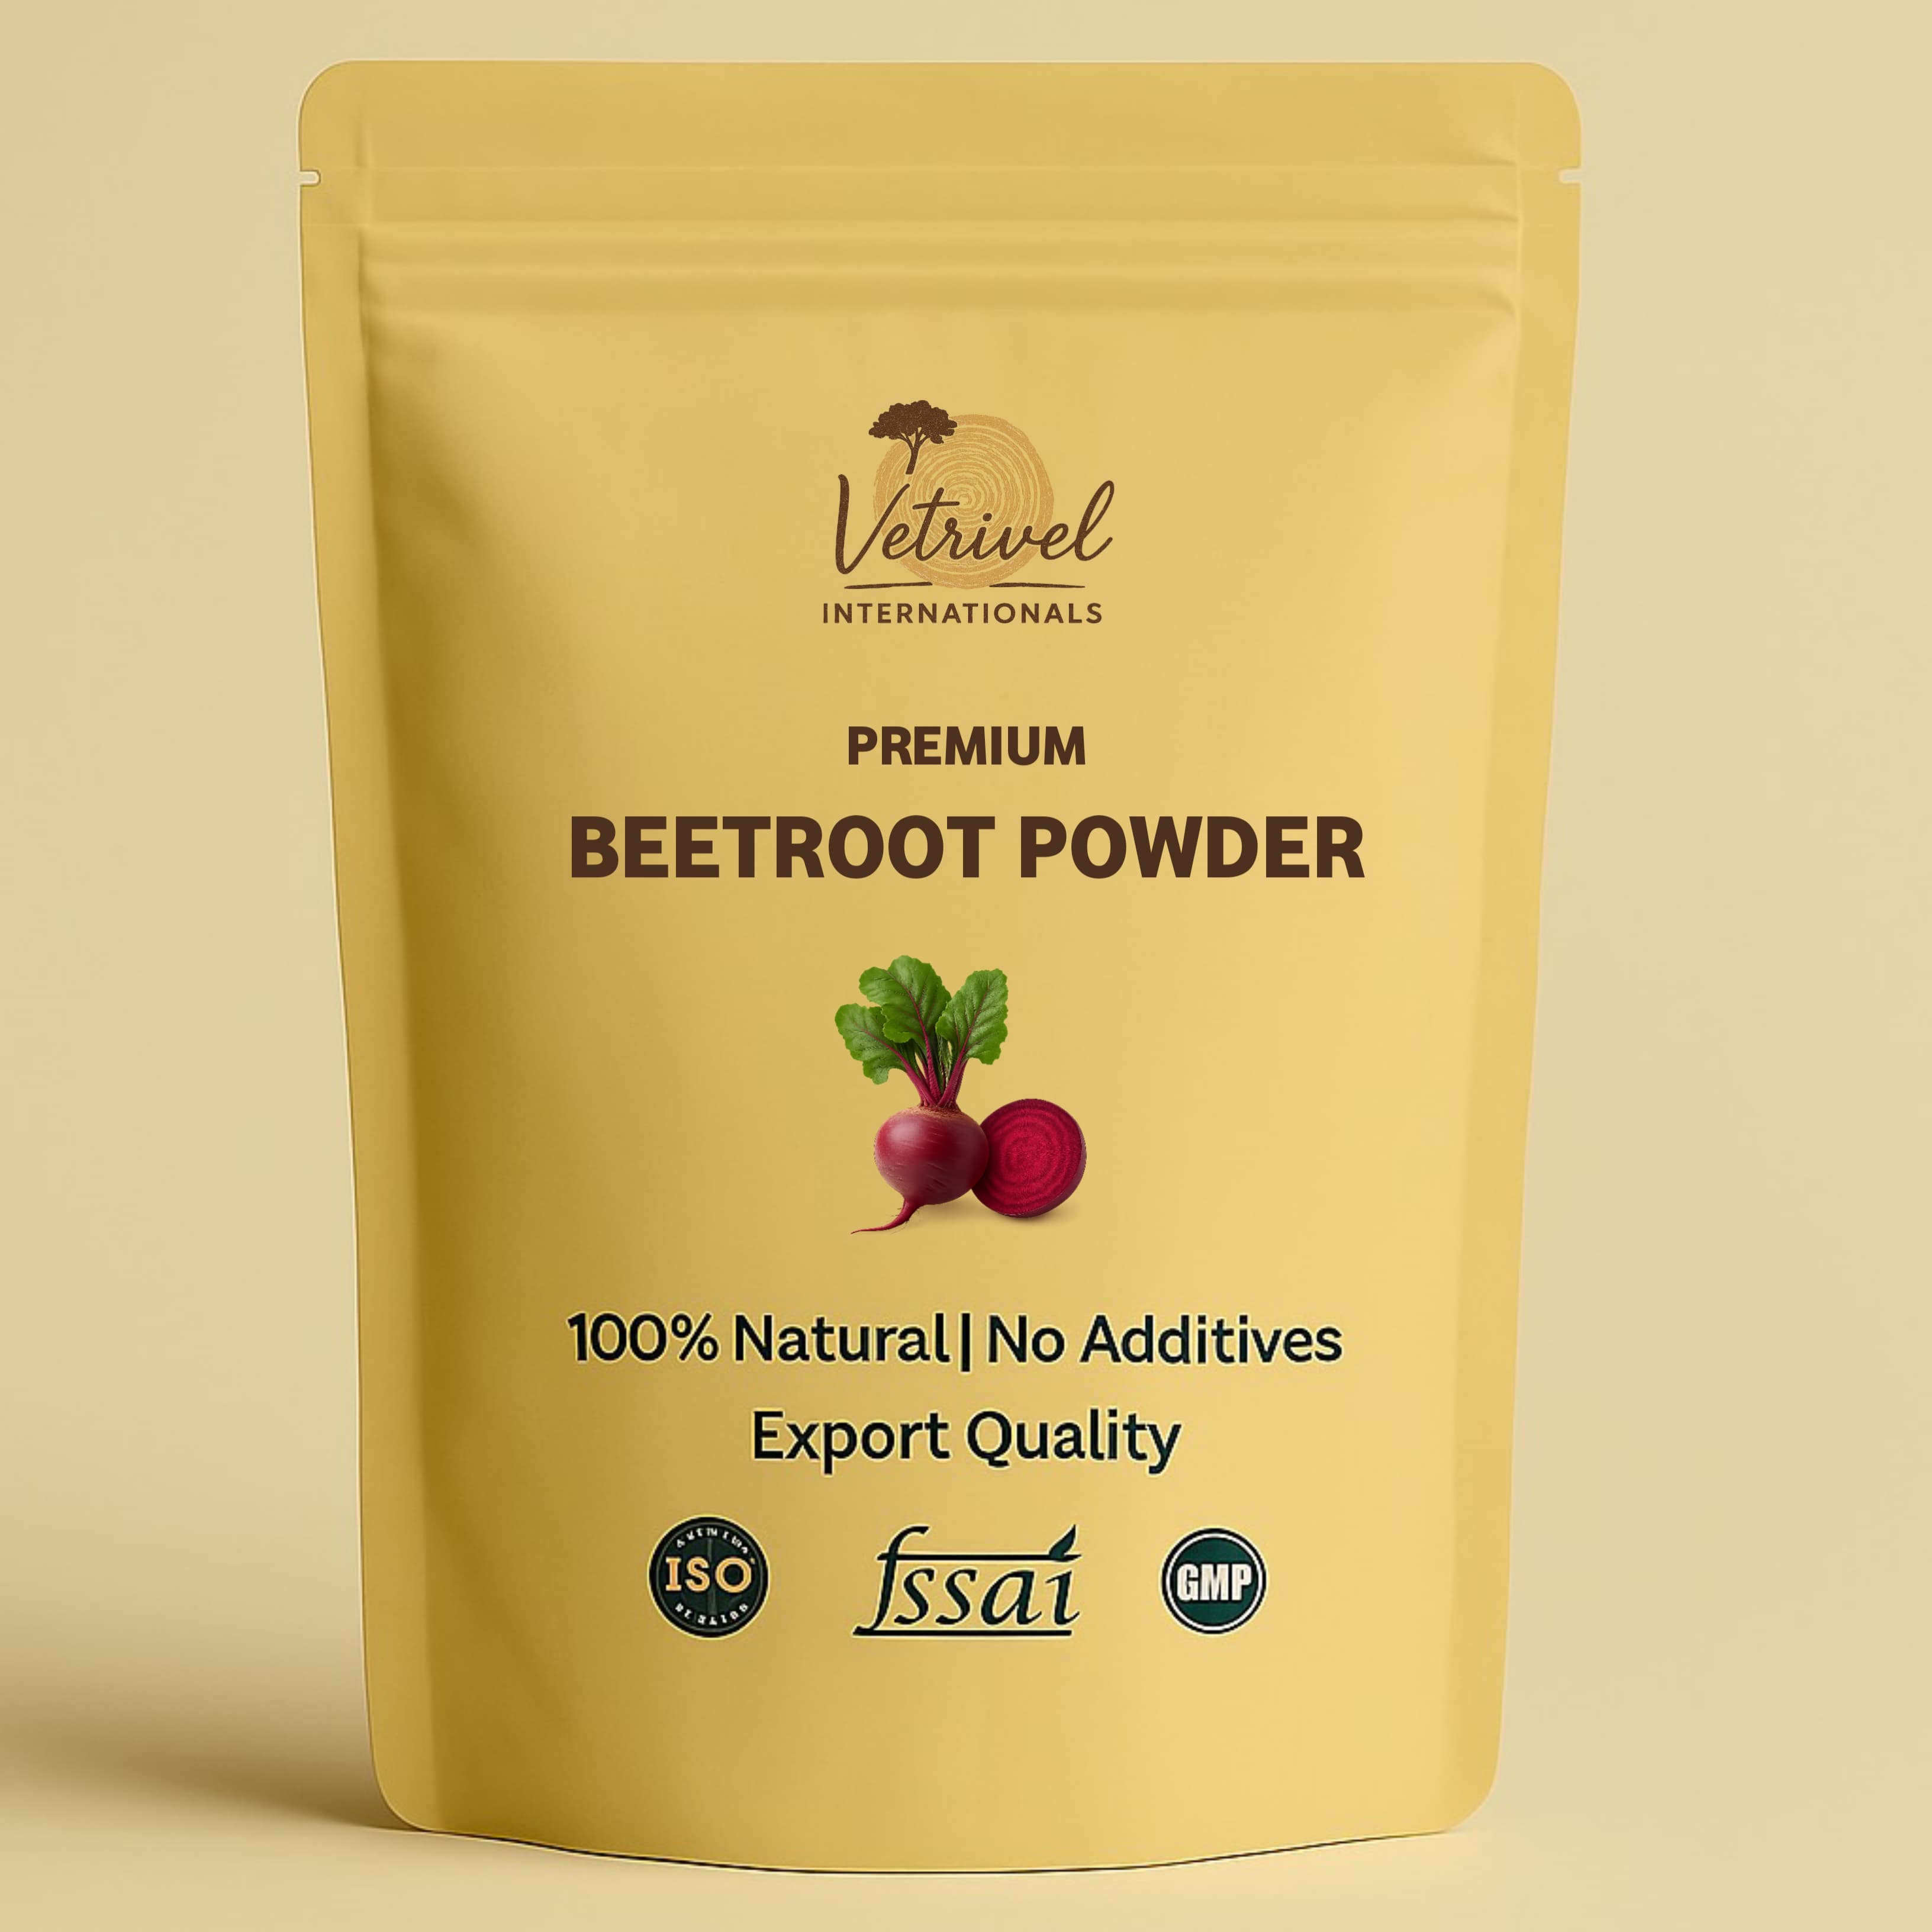 Vetrivel
INTERNATIONALS
PREMIUM
BEETROOT POWDER
100% Natural| No Additives
Export Quality
ISO
fssai
GMP